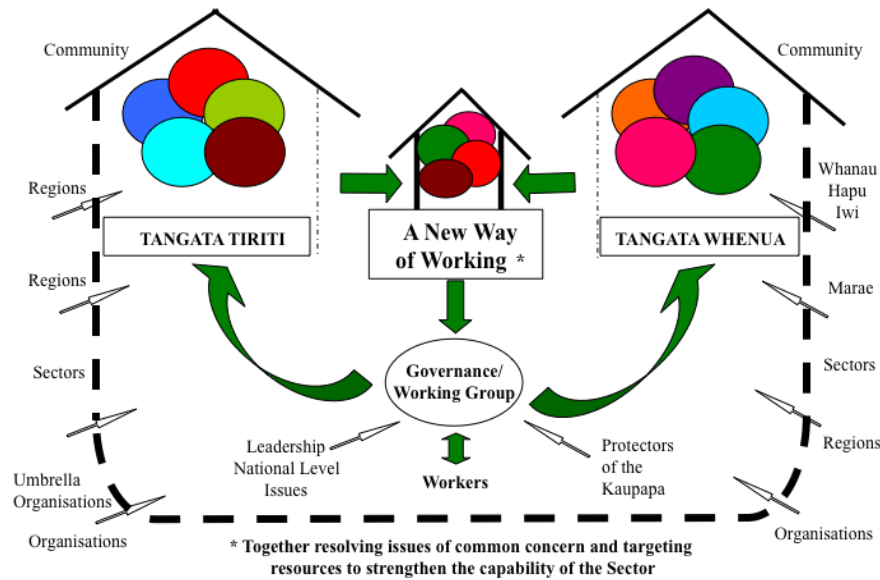 Community
Community
Regions
Whanau
Hapu
Iwi
TANGATA TIRITI
A New Way
of Working *
TANGATA WHENUA
Regions
Marae
Sectors
Governance/
Working Group
Sectors
Leadership
National Level
Issues
Workers
Protectors
of the
Kaupapa
Regions
Umbrella
Organisations
Organisations
Organisations
* Together resolving issues of common concern and targeting
resources to strengthen the capability of the Sector